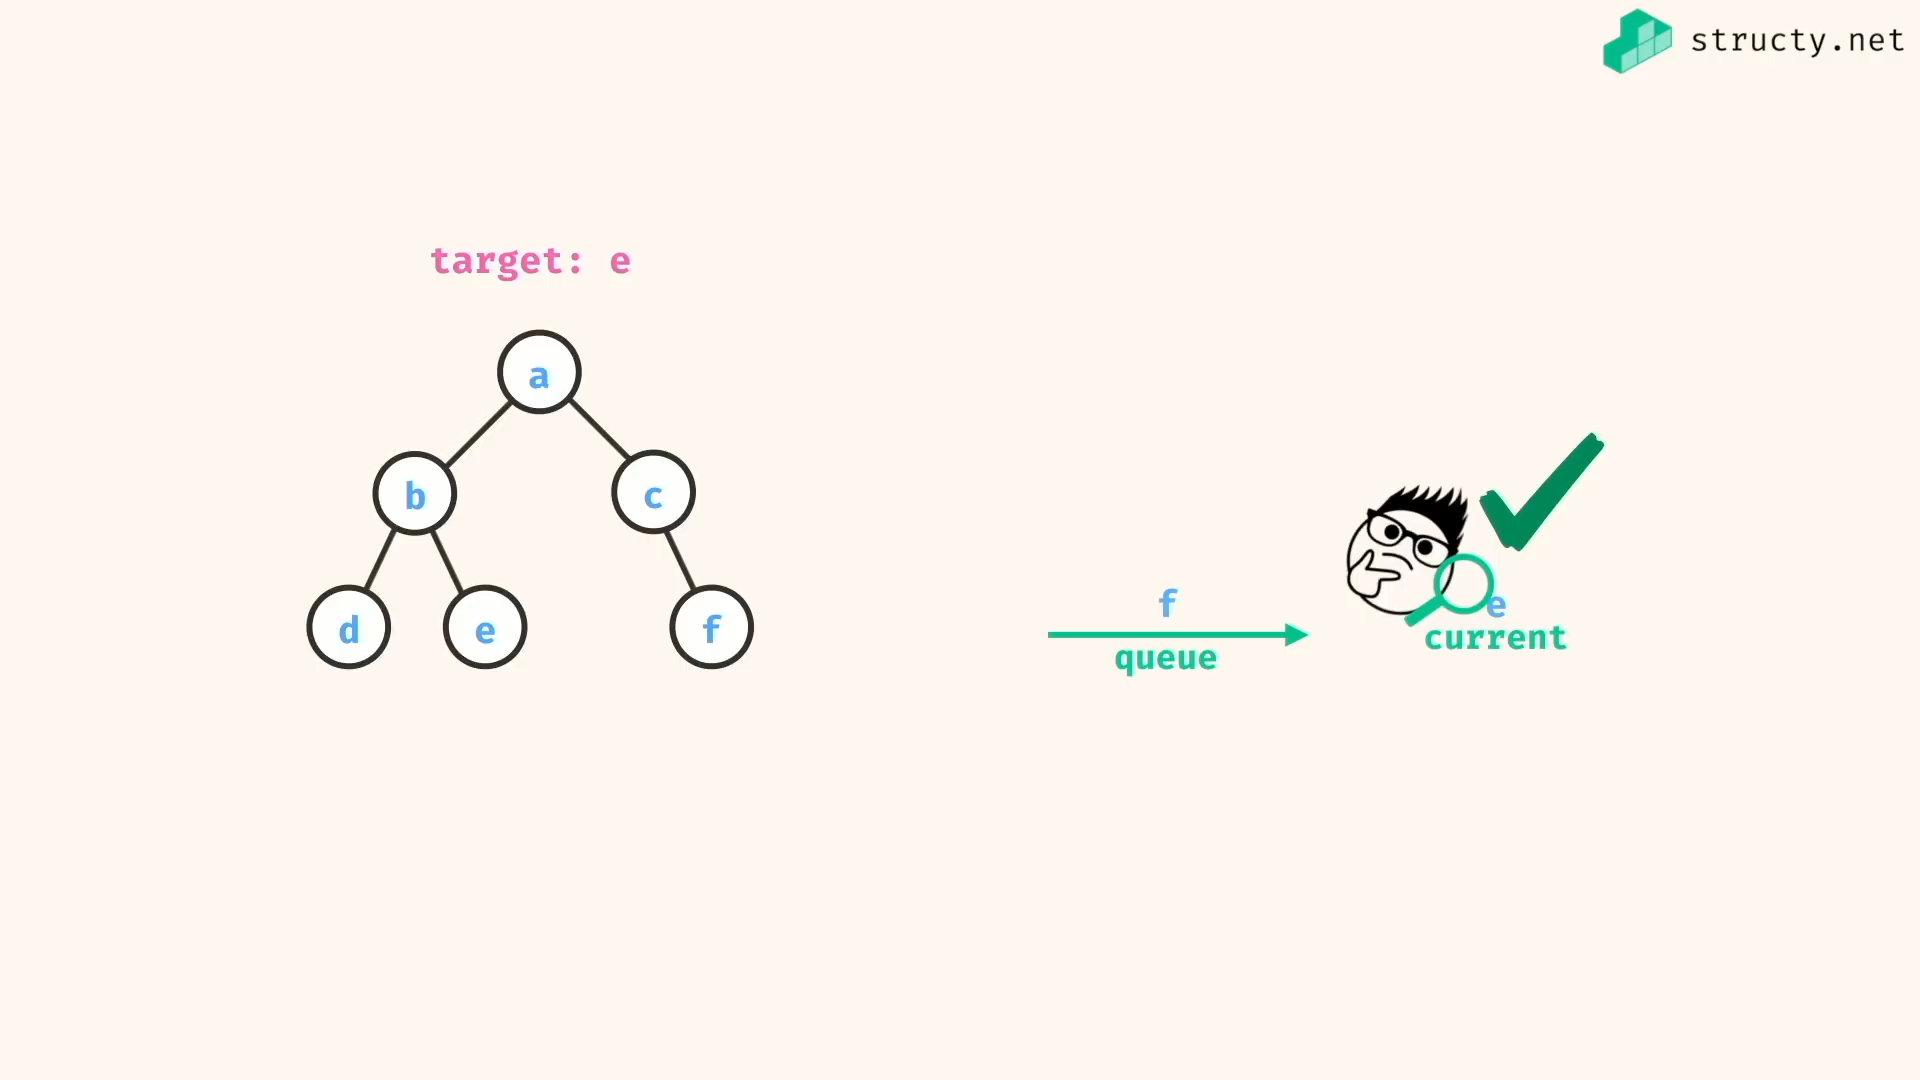 structy.net
target: e
a
b
c
d
e
f
f
queue
e
current